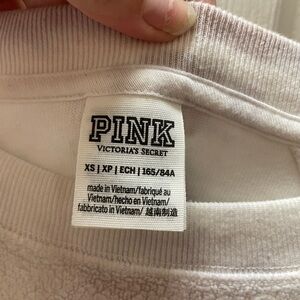 PINK
VICTORIA'S SECRET
XS | XP | ECH | 165/84A
made in Vietnam/fabriqué au
Vietnam/hecho en Vietnam/
fabbricato in Vietnam/ 越南制造